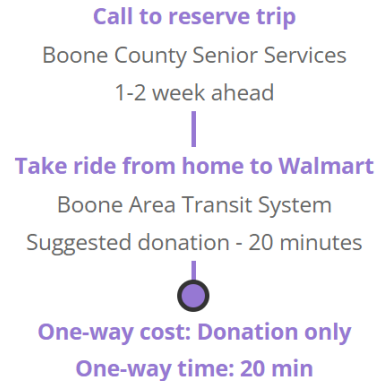 Call to reserve trip
Boone County Senior Services
1-2 week ahead
Take ride from home to Walmart
Boone Area Transit System
Suggested donation - 20 minutes
One-way cost: Donation only
One-way time: 20 min